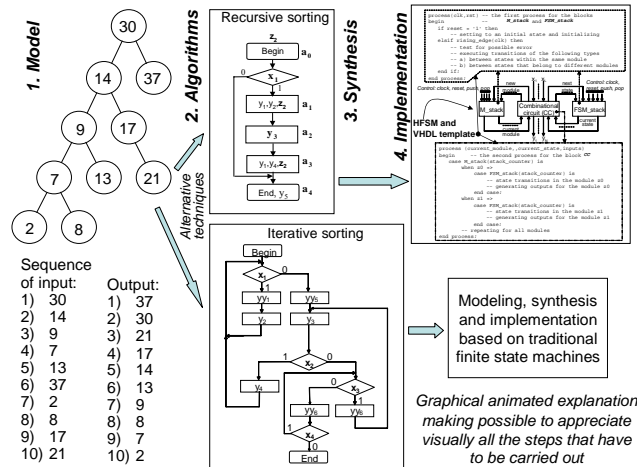 1. Model
30
14
37
9
17
7
13
21
2
8
Sequence
of input:
1) 30
2) 14
3) 9
4) 7
5) 13
6) 37
7) 2
8) 8
9) 17
10) 21
Output:
1) 37
2) 30
3) 21
4) 17
5) 14
6) 13
7) 9
8) 8
9) 7
10) 2
2. Algorithms
Alternative
techniques
Recursive sorting
z₂
Begin
a₀
0
x₁
1
y₁,y₂,z₂
a₁
y₃
a₂
y₁,y₄,z₂
a₃
End, y₅
a₄
Iterative sorting
Begin
x₁
0
1
yy₁
yy₅
y₂
y₃
1
x₂
0
y₄
0
x₃
1
yy₆
1
x₄
0
End
3. Synthesis
4. Implementation
process(clk,rst) -- the first process for the blocks
begin -- M_stack and FSM_stack
if reset = '1' then
-- setting to an initial state and initializing
elsif rising_edge(clk) then
-- test for possible error
-- executing transitions of the following types
-- a) between states within the same module
-- b) between states that belong to different modules
end if;
end process;
Control: clock,
reset, push, pop
new
module
next
state
Control: clock,
reset, push, pop
M_stack
Combinational
circuit (CC)
FSM_stack
current
module
current
state
HFSM and
VHDL template
process (current_module,current_state,inputs)
begin -- the second process for the block CC
case M_stack(stack_counter) is
when z0 =>
case FSM_stack(stack_counter) is
-- state transitions in the module z0
-- generating outputs for the module z0
end case;
when z1 =>
case FSM_stack(stack_counter) is
-- state transitions in the module z1
-- generating outputs for the module z1
end case;
-- repeating for all modules
end process;
Modeling, synthesis
and implementation
based on traditional
finite state machines
Graphical animated explanation
making possible to appreciate
visually all the steps that have
to be carried out